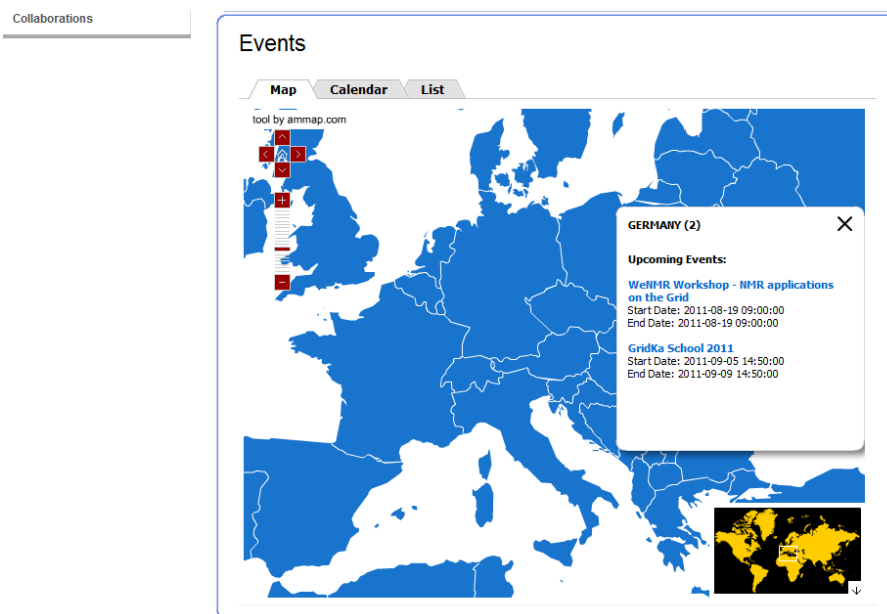 Collaborations
Events
Map Calendar List
tool by ammap.com
GERMANY (2)
Upcoming Events:
WeNMR Workshop - NMR applications
on the Grid
Start Date: 2011-08-19 09:00:00
End Date: 2011-08-19 09:00:00
GridKa School 2011
Start Date: 2011-09-05 14:50:00
End Date: 2011-09-09 14:50:00